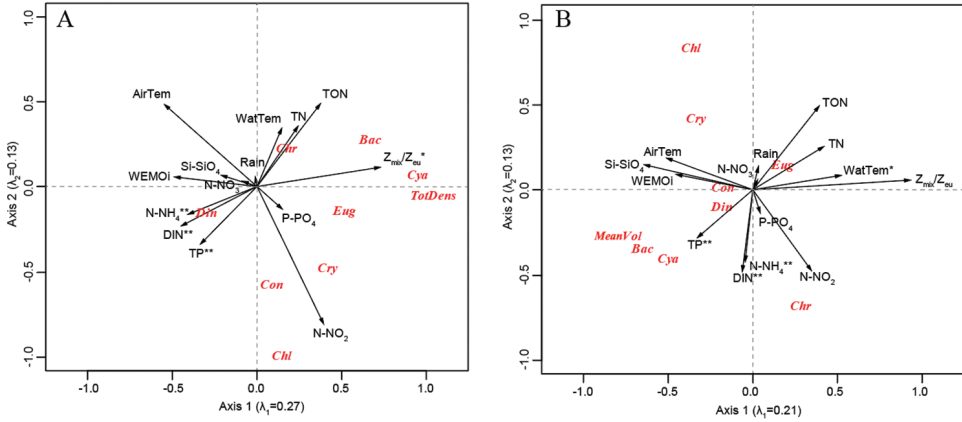 A
1.0
0.5
0.0
-0.5
-1.0
Axis 2 (λ2=0.13)
AirTem
TON
WatTem
TN
Chr
Bac
Rain
Zmix/Zeu*
Si-SiO4
Cya
WEMOi
N-NO3
TotDens
N-NH4**
Din
P-PO4
Eug
DIN**
TP**
Cry
Con
N-NO2
Chl
-1.0
-0.5
0.0
0.5
1.0
Axis 1 (λ1=0.27)
B
1.0
0.5
0.0
-0.5
-1.0
Axis 2 (λ2=0.13)
Chl
TON
Cry
TN
AirTem
Rain
Si-SiO4
N-NO3
Eug
WatTem*
WEMOi
Zmix/Zeu
Con
Din
P-PO4
MeanVol
TP**
Bac
Cya
N-NH4**
DIN**
N-NO2
Chr
-1.0
-0.5
0.0
0.5
1.0
Axis 1 (λ1=0.21)